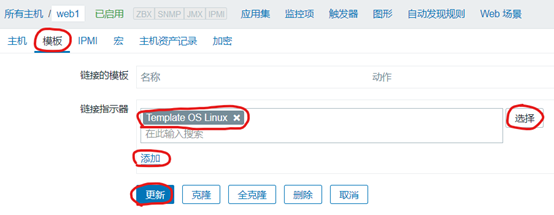 所有主机 / web1 已启用 ZBX SNMP JMX IPMI 应用集 监控项 触发器 图形 自动发现规则 Web 场景
主机 模板 IPMI 宏 主机资产记录 加密
链接的模板 名称 动作
链接指示器
Template OS Linux × 选择
在此输入搜索
添加
更新 克隆 全克隆 删除 取消